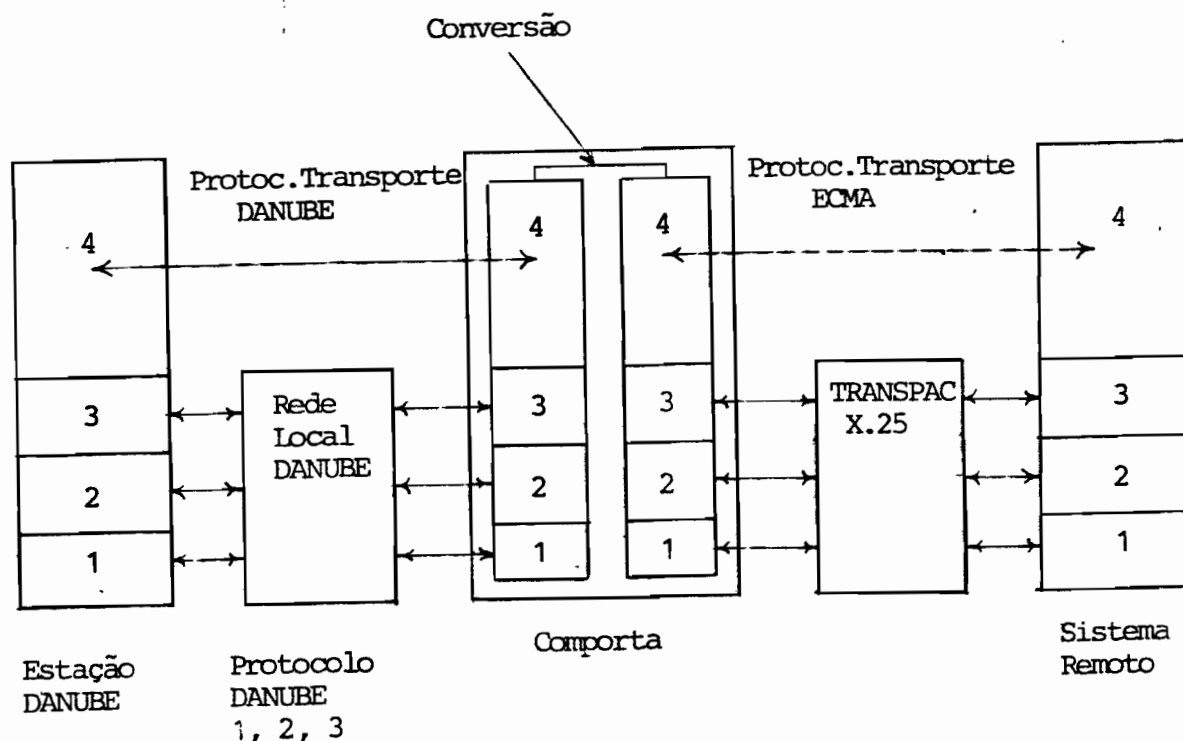 Conversão
Protoc.Transporte
DANUBE
Protoc.Transporte
ECMA
4
4
4
4
3
Rede
Local
DANUBE
3
3
TRANSPAC
X.25
3
2
2
2
2
1
1
1
1
Estação
DANUBE
Protocolo
DANUBE
1, 2, 3
Comporta
Sistema
Remoto